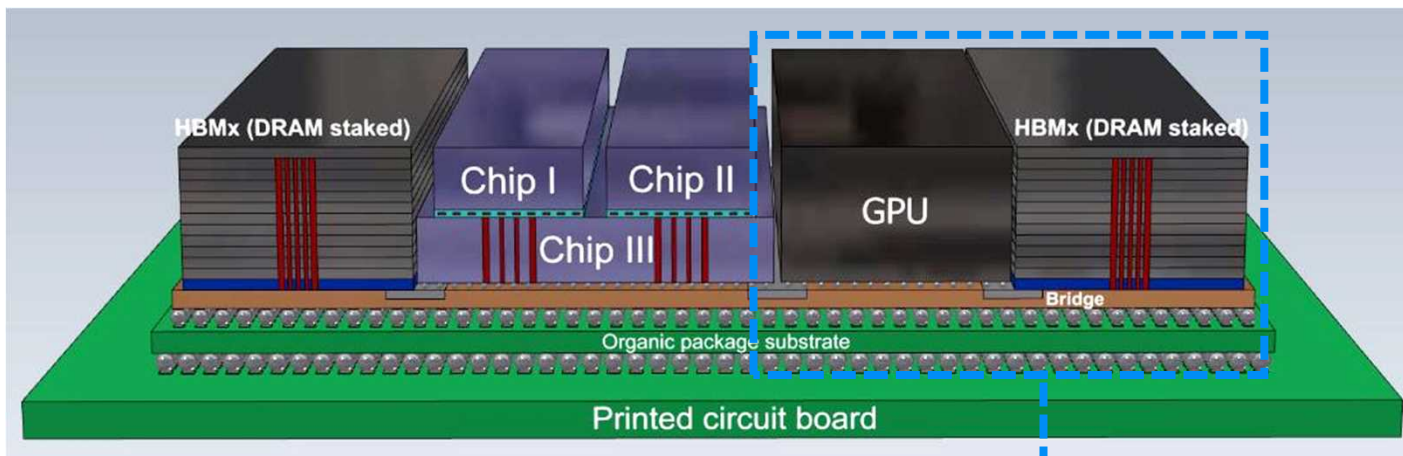 HBMx (DRAM staked)
HBMx (DRAM staked)
Chip I
Chip II
GPU
Chip III
Bridge
Organic package substrate
Printed circuit board